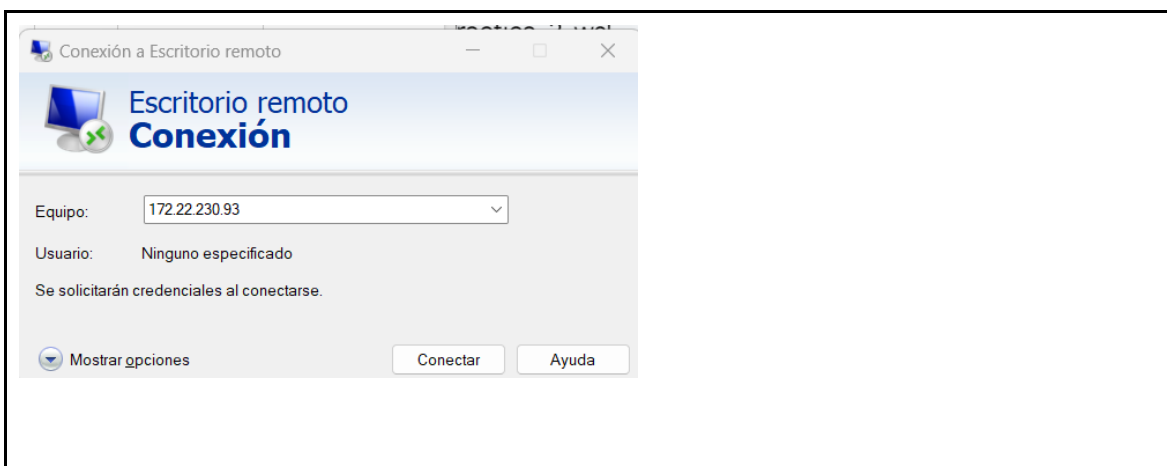 Conexión a Escritorio remoto
Escritorio remoto
Conexión
Equipo: 172.22.230.93
Usuario: Ninguno especificado
Se solicitarán credenciales al conectarse.
Mostrar opciones Conectar Ayuda